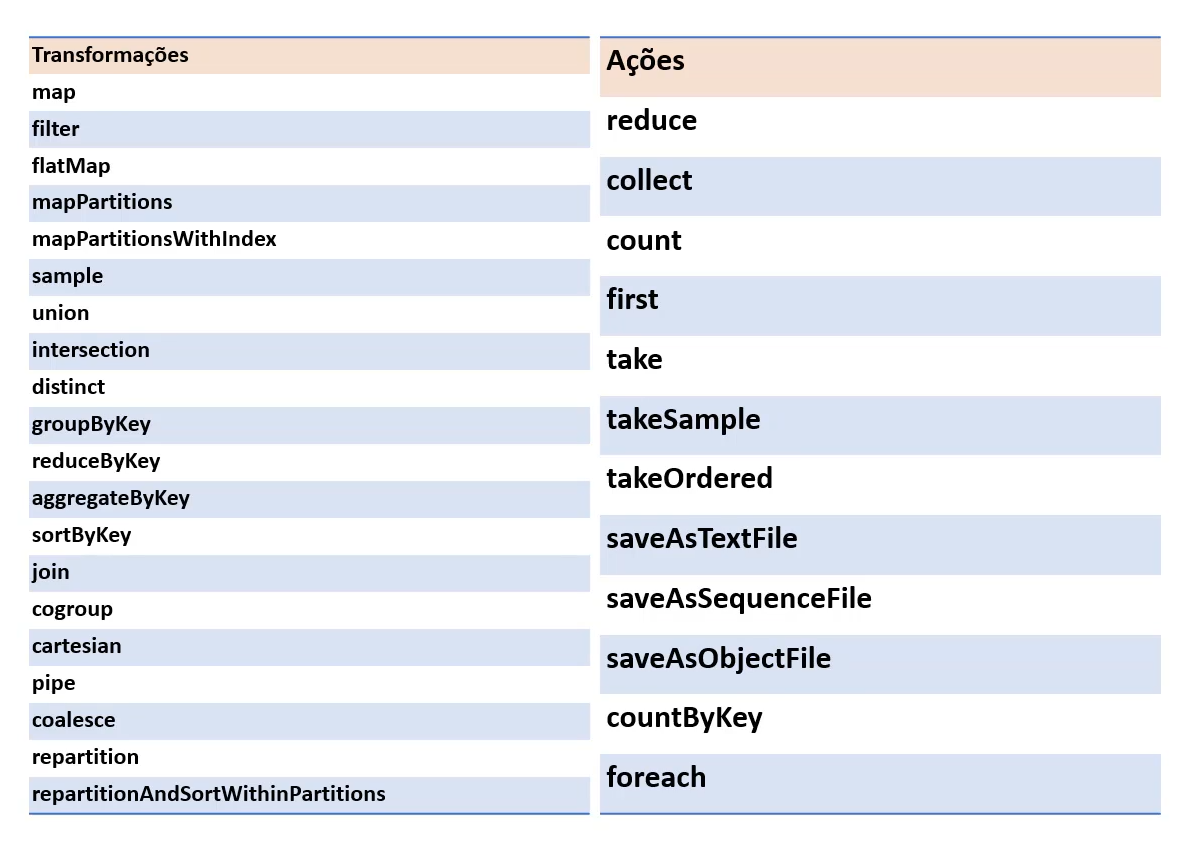 Transformações
map
filter
flatMap
mapPartitions
mapPartitionsWithIndex
sample
union
intersection
distinct
groupByKey
reduceByKey
aggregateByKey
sortByKey
join
cogroup
cartesian
pipe
coalesce
repartition
repartitionAndSortWithinPartitions
Ações
reduce
collect
count
first
take
takeSample
takeOrdered
saveAsTextFile
saveAsSequenceFile
saveAsObjectFile
countByKey
foreach